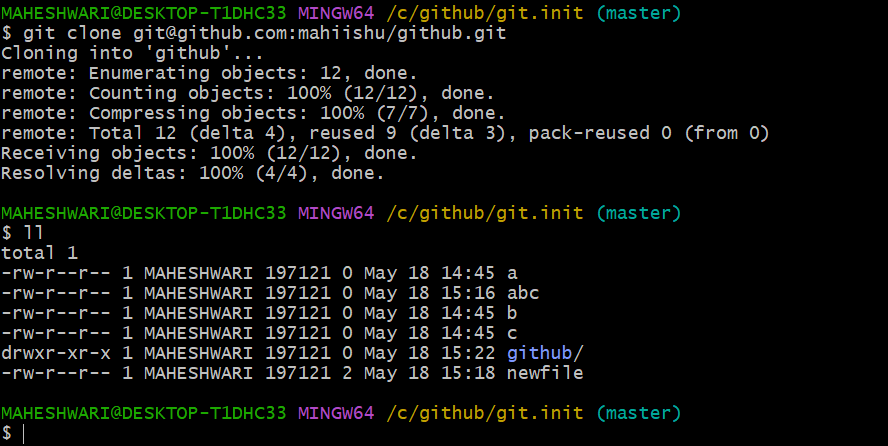 MAHESHWARI@DESKTOP-T1DHC33 MINGW64 /c/github/git.init (master)
$ git clone git@github.com:mahiishu/github.git
Cloning into 'github'...
remote: Enumerating objects: 12, done.
remote: Counting objects: 100% (12/12), done.
remote: Compressing objects: 100% (7/7), done.
remote: Total 12 (delta 4), reused 9 (delta 3), pack-reused 0 (from 0)
Receiving objects: 100% (12/12), done.
Resolving deltas: 100% (4/4), done.
MAHESHWARI@DESKTOP-T1DHC33 MINGW64 /c/github/git.init (master)
$ ll
total 1
-rw-r--r-- 1 MAHESHWARI 197121 0 May 18 14:45 a
-rw-r--r-- 1 MAHESHWARI 197121 0 May 18 15:16 abc
-rw-r--r-- 1 MAHESHWARI 197121 0 May 18 14:45 b
-rw-r--r-- 1 MAHESHWARI 197121 0 May 18 14:45 c
drwxr-xr-x 1 MAHESHWARI 197121 0 May 18 15:22 github/
-rw-r--r-- 1 MAHESHWARI 197121 2 May 18 15:18 newfile
MAHESHWARI@DESKTOP-T1DHC33 MINGW64 /c/github/git.init (master)
$